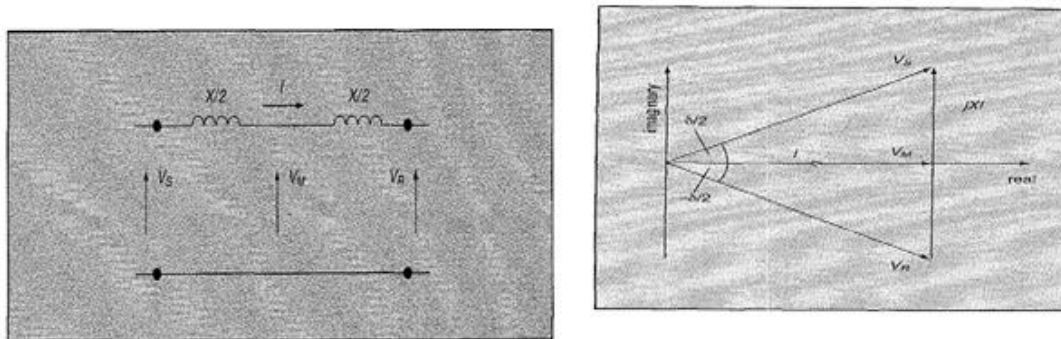 I
X/2 X/2
V_S V_M V_R
imaginary
V_S
jXI
δ/2
I V_M
real
δ/2
V_R